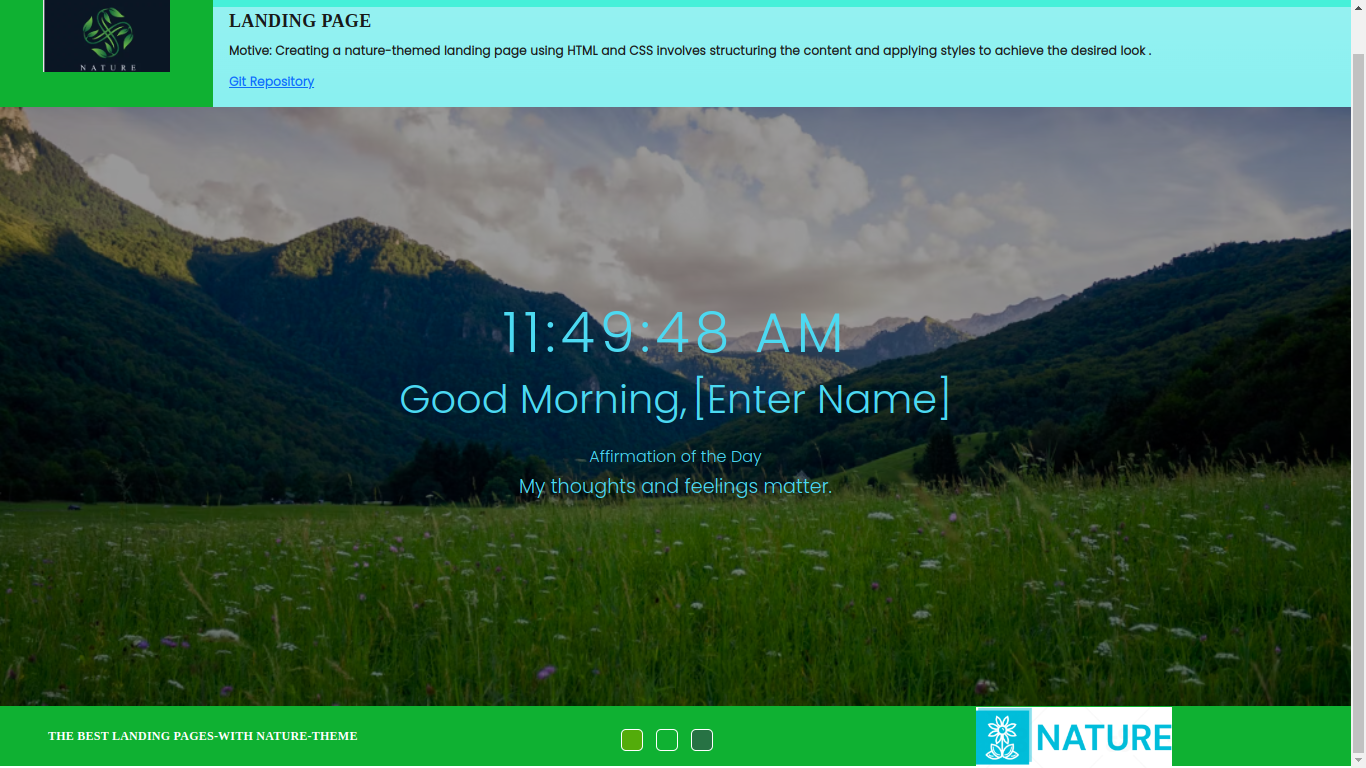 NATURE
LANDING PAGE
Motive: Creating a nature-themed landing page using HTML and CSS involves structuring the content and applying styles to achieve the desired look .
Git Repository
11:49:48 AM
Good Morning, [Enter Name]
Affirmation of the Day
My thoughts and feelings matter.
THE BEST LANDING PAGES-WITH NATURE-THEME
NATURE